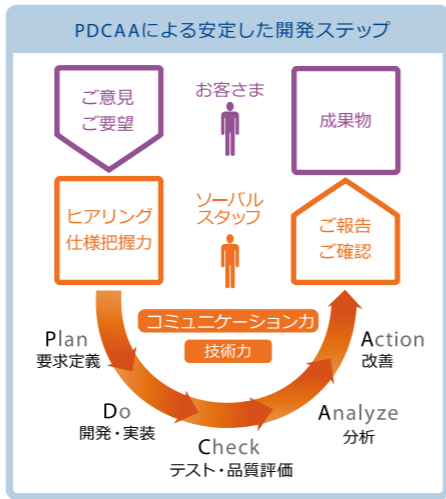 PDCAAによる安定した開発ステップ
ご意見
ご要望
お客さま
成果物
ヒアリング
仕様把握力
ソーバル
スタッフ
ご報告
ご確認
コミュニケーション力
技術力
Plan
要求定義
Do
開発・実装
Check
テスト・品質評価
Analyze
分析
Action
改善